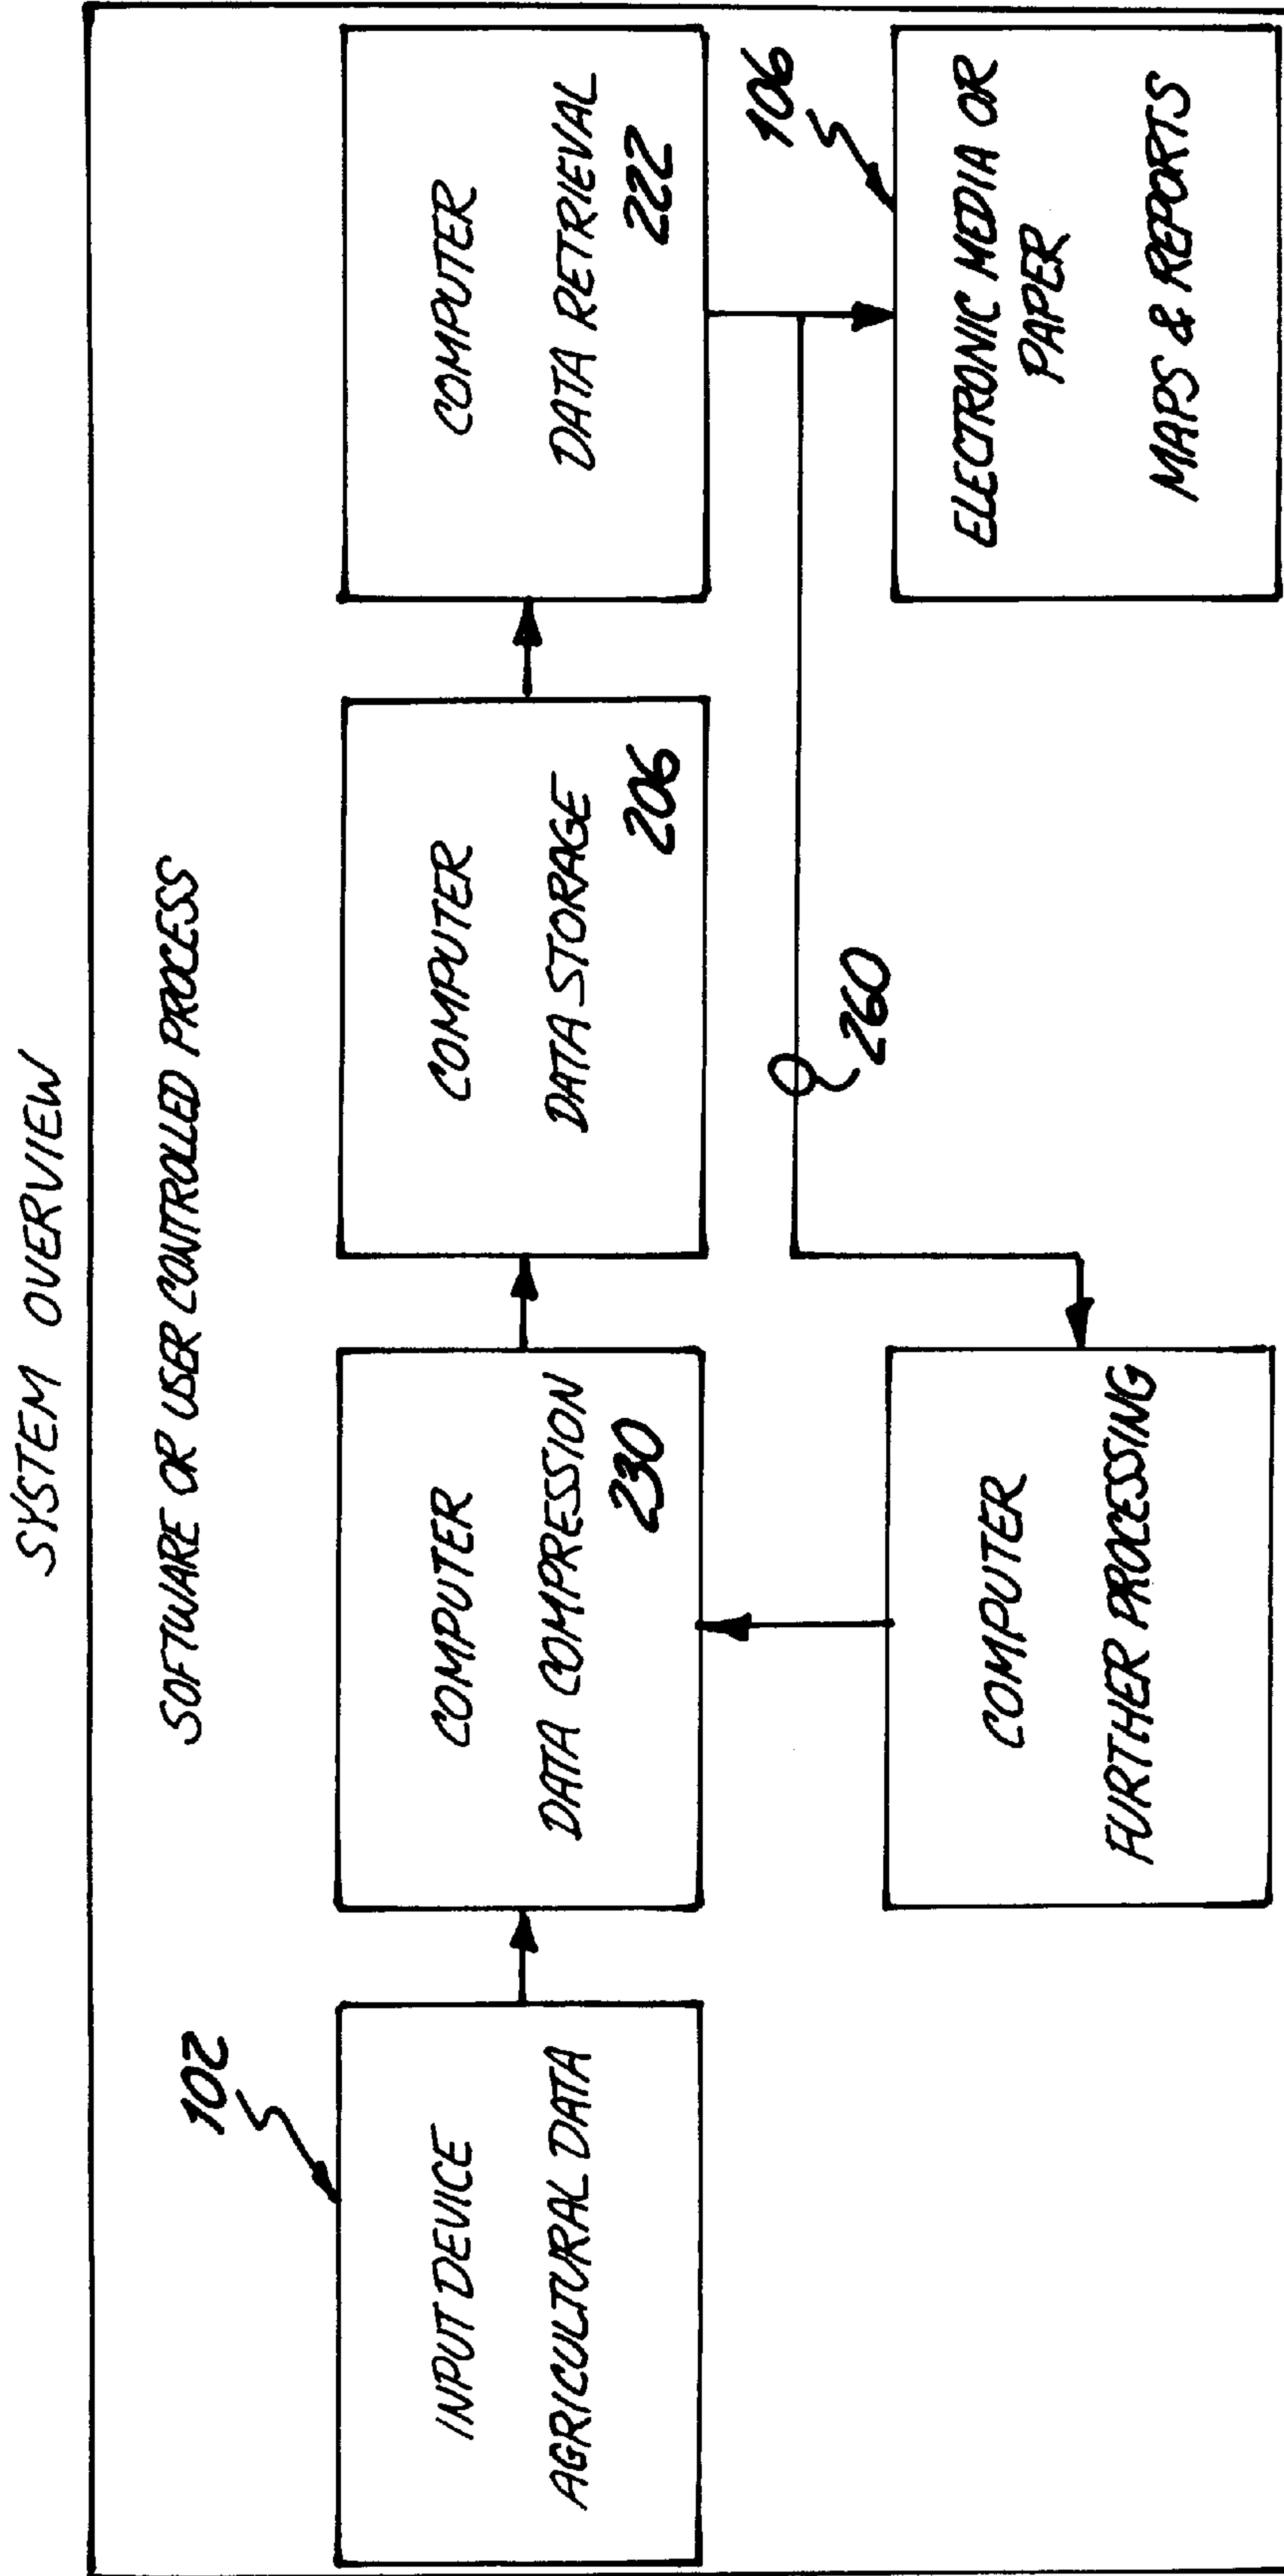 SYSTEM OVERVIEW
SOFTWARE OR USER CONTROLLED PROCESS
102
INPUT DEVICE
AGRICULTURAL DATA
COMPUTER
DATA COMPRESSION
230
COMPUTER
DATA STORAGE
206
COMPUTER
DATA RETRIEVAL
222
260
106
COMPUTER
FURTHER PROCESSING
ELECTRONIC MEDIA OR
PAPER
MAPS & REPORTS